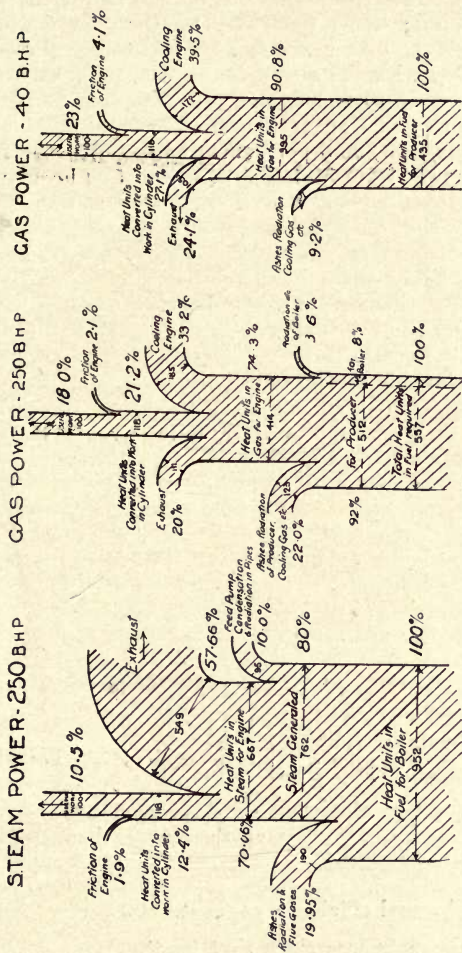 STEAM POWER-250 BHP
10.5%
100
Friction of
Engine
1.9%
118
Heat Units
Converted into
work in Cylinder
12.4%
Exhaust
549
57.66%
Heat Units in
Steam for Engine
667
70.06%
Feed Pump
Condensation
& Radiation in Pipes
10.0%
95
Steam Generated
762
80%
Ashes
Radiation &
Flue Gases
19.95%
190
Heat Units in
Fuel for Boiler
952
100%
GAS POWER-250 BHP
18.0%
100
Friction
of Engine 2.1%
118
Heat Units
Converted into Work
in Cylinder
21.2%
Exhaust
20%
111
Cooling
Engine
33.2%
185
Heat Units in
Gas for Engine
414
74.3%
Ashes Radiation
of Producer.
Cooling Gas &c
22.0%
123
Radiation &c
of Boiler
3.6%
for Producer
512
92%
for
Boiler
8%
Total Heat Units
in Fuel required
557
100%
GAS POWER - 40 B.H.P
23%
100
Friction
of Engine 4.1%
118
Heat Units
Converted into
Work in Cylinder
27.1%
Exhaust
24.1%
Cooling
Engine
39.5%
172
Heat Units in
Gas for Engine
395
90.8%
Ashes Radiation
Cooling Gas
&c
9.2%
Heat Units in Fuel
for Producer
435
100%